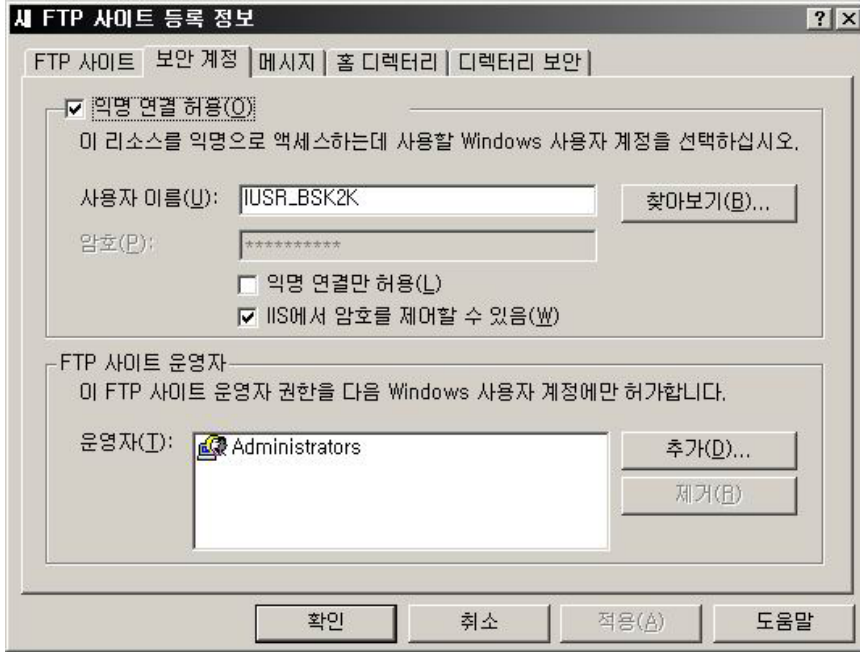 새 FTP 사이트 등록 정보
FTP 사이트 보안 계정 메시지 홈 디렉터리 디렉터리 보안
익명 연결 허용(O)
이 리소스를 익명으로 액세스하는데 사용할 Windows 사용자 계정을 선택하십시오.
사용자 이름(U): IUSR_BSK2K 찾아보기(B)...
암호(P): **********
익명 연결만 허용(L)
IIS에서 암호를 제어할 수 있음(W)
FTP 사이트 운영자
이 FTP 사이트 운영자 권한을 다음 Windows 사용자 계정에만 허가합니다.
운영자(T): Administrators 추가(D)...
제거(R)
확인 취소 적용(A) 도움말